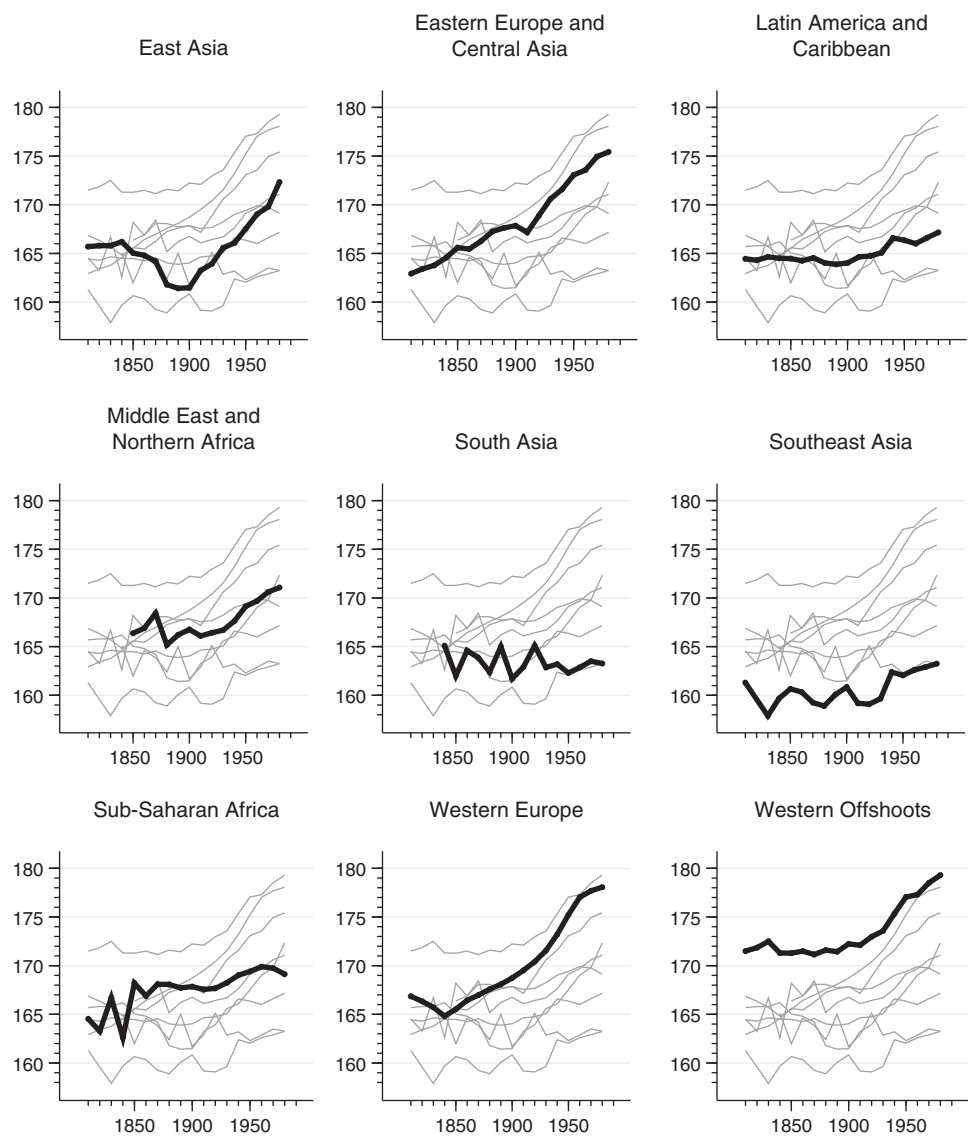 East Asia
Eastern Europe and
Central Asia
Latin America and
Caribbean
180
175
170
165
160
1850 1900 1950
180
175
170
165
160
1850 1900 1950
180
175
170
165
160
1850 1900 1950
Middle East and
Northern Africa
South Asia
Southeast Asia
180
175
170
165
160
1850 1900 1950
180
175
170
165
160
1850 1900 1950
180
175
170
165
160
1850 1900 1950
Sub-Saharan Africa
Western Europe
Western Offshoots
180
175
170
165
160
1850 1900 1950
180
175
170
165
160
1850 1900 1950
180
175
170
165
160
1850 1900 1950